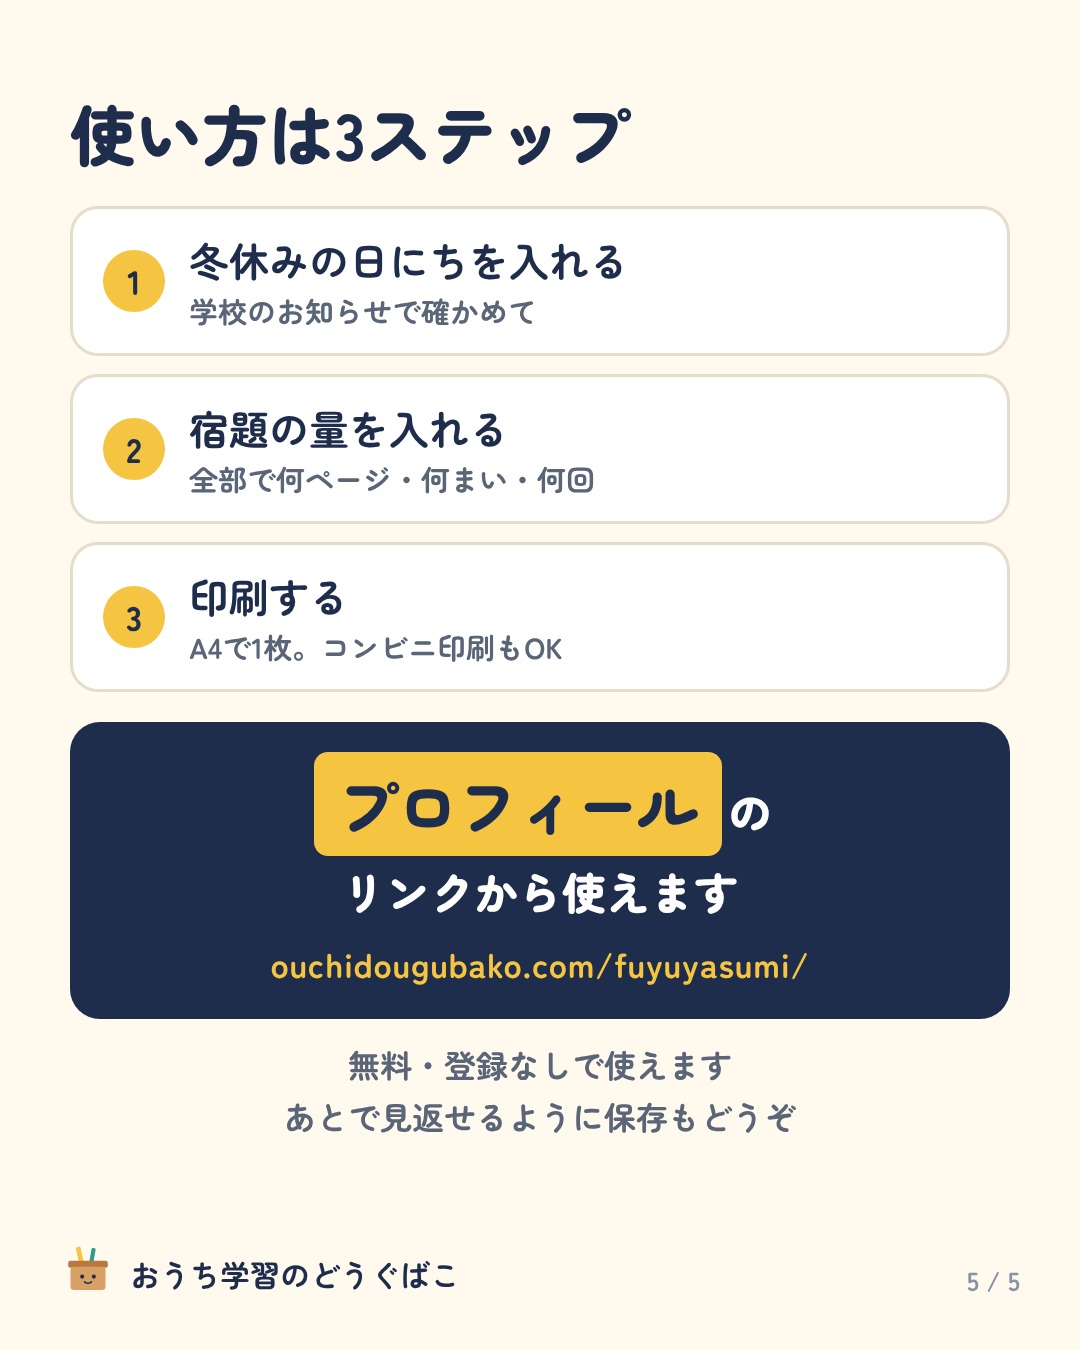 使い方は3ステップ
1
冬休みの日にちを入れる
学校のお知らせで確かめて
2
宿題の量を入れる
全部で何ページ・何まい・何回
3
印刷する
A4で1枚。コンビニ印刷もOK
プロフィールの
リンクから使えます
ouchidougubako.com/fuyuyasumi/
無料・登録なしで使えます
あとで見返せるように保存もどうぞ
おうち学習のどうぐばこ
5 / 5